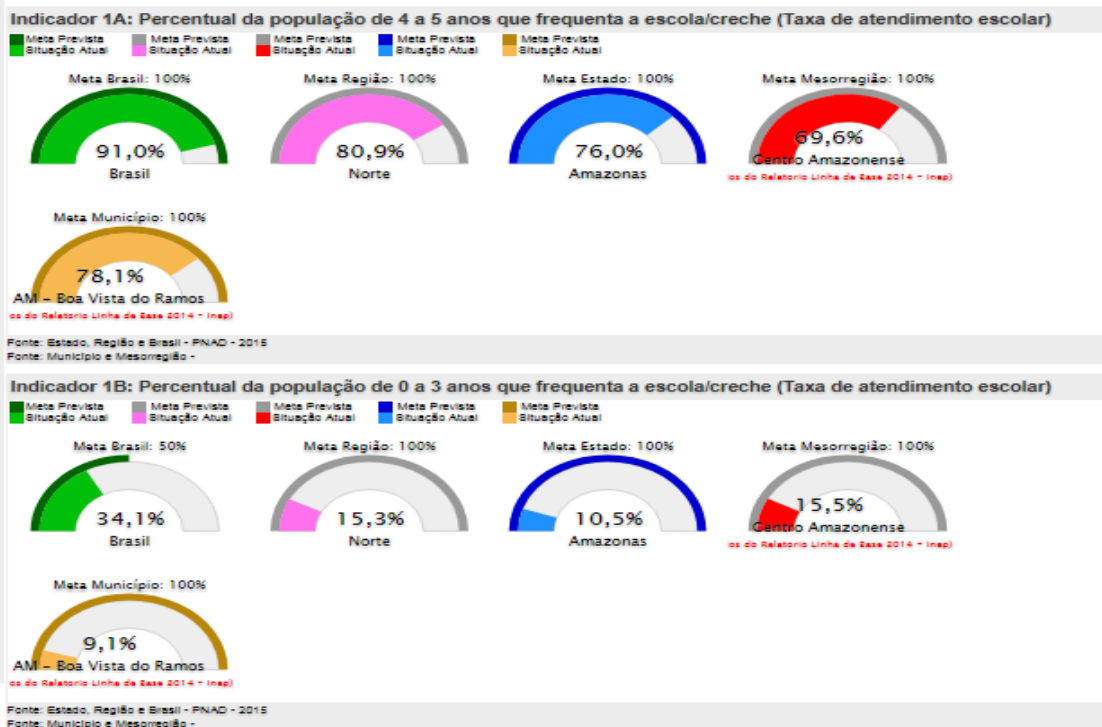 Indicador 1A: Percentual da população de 4 a 5 anos que frequenta a escola/creche (Taxa de atendimento escolar)
Meta Prevista Meta Prevista Meta Prevista Meta Prevista Meta Prevista
Situação Atual Situação Atual Situação Atual Situação Atual Situação Atual
Meta Brasil: 100% Meta Região: 100% Meta Estado: 100% Meta Mesorregião: 100%
91,0% 80,9% 76,0% 69,6%
Brasil Norte Amazonas Centro Amazonense
os do Relatorio Linha de Base 2014 - Inep)
Meta Município: 100%
78,1%
AM - Boa Vista do Ramos
os do Relatorio Linha de Base 2014 - Inep)
Fonte: Estado, Região e Brasil - PNAD - 2015
Fonte: Município e Mesorregião -
Indicador 1B: Percentual da população de 0 a 3 anos que frequenta a escola/creche (Taxa de atendimento escolar)
Meta Prevista Meta Prevista Meta Prevista Meta Prevista Meta Prevista
Situação Atual Situação Atual Situação Atual Situação Atual Situação Atual
Meta Brasil: 50% Meta Região: 100% Meta Estado: 100% Meta Mesorregião: 100%
34,1% 15,3% 10,5% 15,5%
Brasil Norte Amazonas Centro Amazonense
os do Relatorio Linha de Base 2014 - Inep)
Meta Município: 100%
9,1%
AM - Boa Vista do Ramos
os do Relatorio Linha de Base 2014 - Inep)
Fonte: Estado, Região e Brasil - PNAD - 2015
Fonte: Município e Mesorregião -